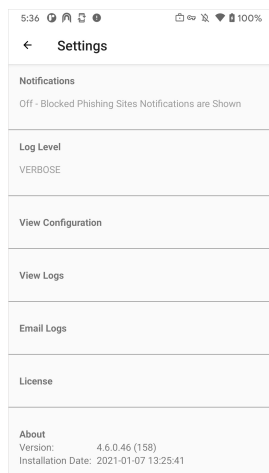 5:36
100%
Settings
Notifications
Off - Blocked Phishing Sites Notifications are Shown
Log Level
VERBOSE
View Configuration
View Logs
Email Logs
License
About
Version: 4.6.0.46 (158)
Installation Date: 2021-01-07 13:25:41